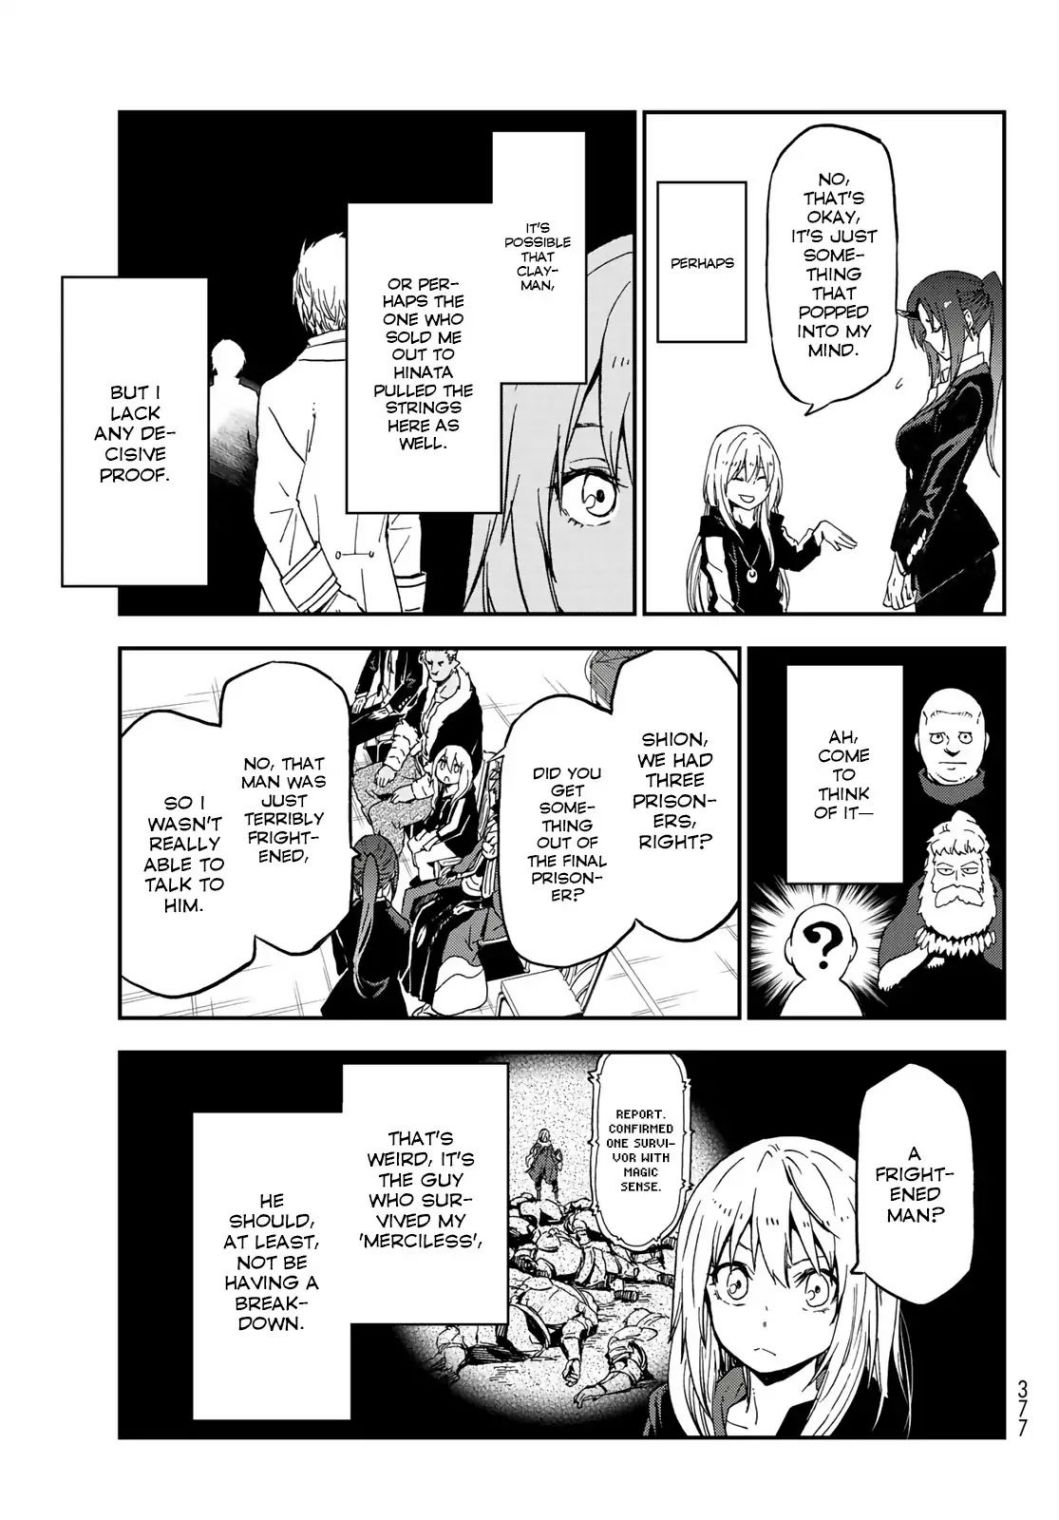 NO,
THAT'S
OKAY,
IT'S JUST
SOME-
THING
THAT
POPPED
INTO MY
MIND.
PERHAPS
IT'S
POSSIBLE
THAT
CLAY-
MAN,
OR PER-
HAPS THE
ONE WHO
SOLD ME
OUT TO
HINATA
PULLED THE
STRINGS
HERE AS
WELL.
BUT I
LACK
ANY DE-
CISIVE
PROOF.
AH,
COME
TO
THINK
OF IT—
?
SHION,
WE HAD
THREE
PRISON-
ERS,
RIGHT?
DID YOU
GET
SOME-
THING
OUT OF
THE FINAL
PRISON-
ER?
NO, THAT
MAN WAS
JUST
TERRIBLY
FRIGHT-
ENED,
SO I
WASN'T
REALLY
ABLE TO
TALK TO
HIM.
A
FRIGHT-
ENED
MAN?
REPORT.
CONFIRMED
ONE SURVI-
VOR WITH
MAGIC
SENSE.
THAT'S
WEIRD, IT'S
THE GUY
WHO SUR-
VIVED MY
'MERCILESS',
HE
SHOULD,
AT LEAST,
NOT BE
HAVING A
BREAK-
DOWN.
377